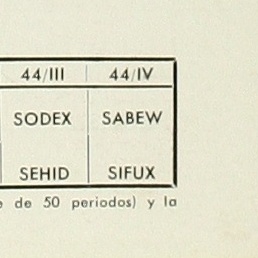 44/III 44/IV
SODEX SABEW
SEHID SIFUX
de 50 periodos) y la